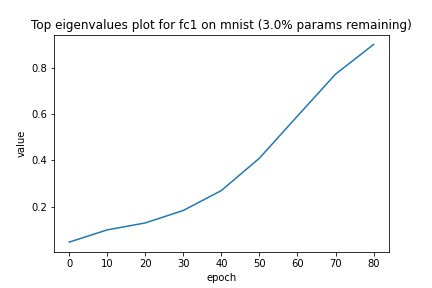 Top eigenvalues plot for fc1 on mnist (3.0% params remaining)
0.8
0.6
0.4
0.2
value
0 10 20 30 40 50 60 70 80
epoch